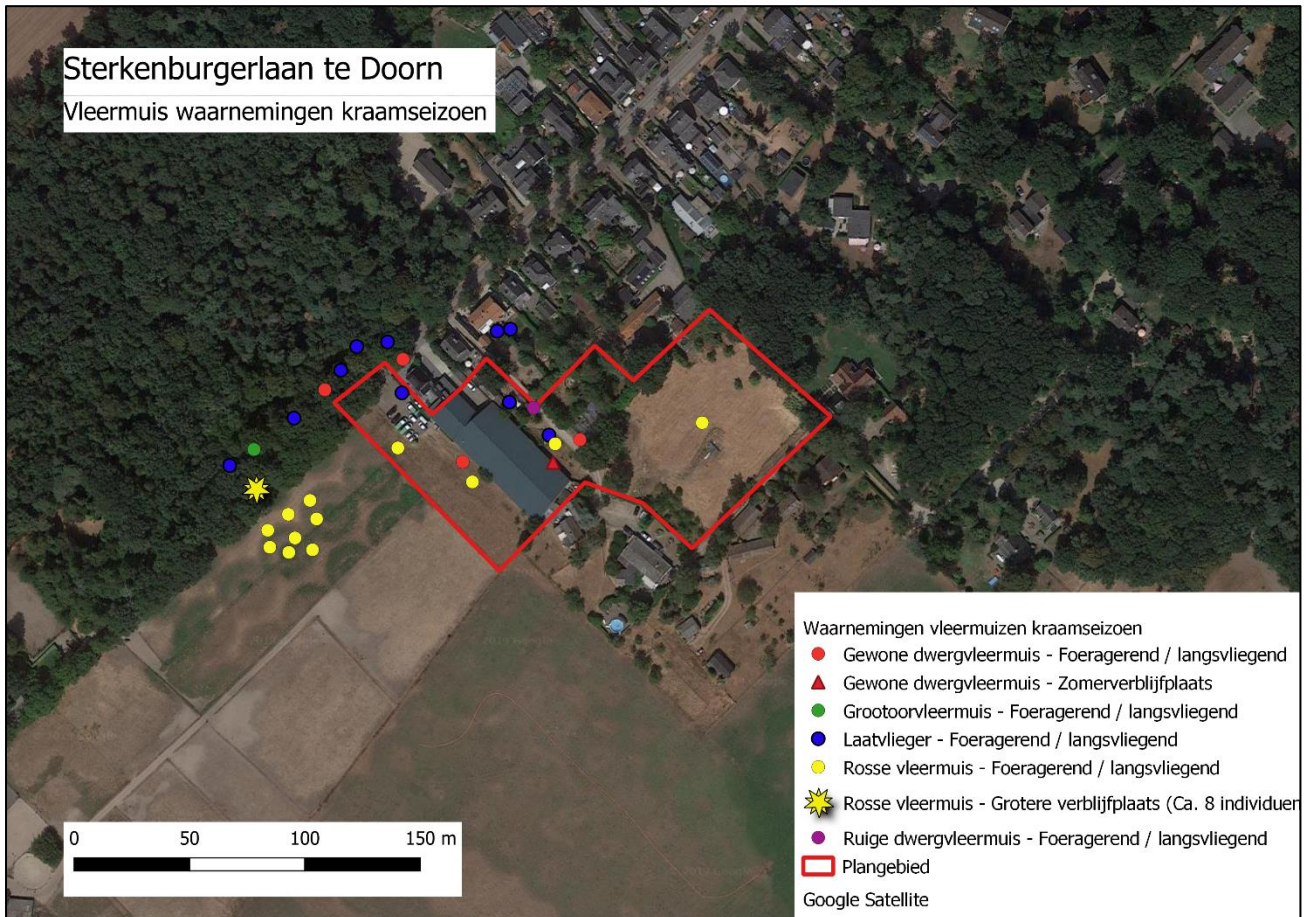 Sterkenburgerlaan te Doorn
Vleermuis waarnemingen kraamseizoen
Waarnemingen vleermuizen kraamseizoen
Gewone dwergvleermuis - Foeragerend / langsvliegend
Gewone dwergvleermuis - Zomerverblijfplaats
Grootoorvleermuis - Foeragerend / langsvliegend
Laatvlieger - Foeragerend / langsvliegend
Rosse vleermuis - Foeragerend / langsvliegend
Rosse vleermuis - Grotere verblijfplaats (Ca. 8 individuen
Ruige dwergvleermuis - Foeragerend / langsvliegend
Plangebied
Google Satellite
0 50 100 150 m